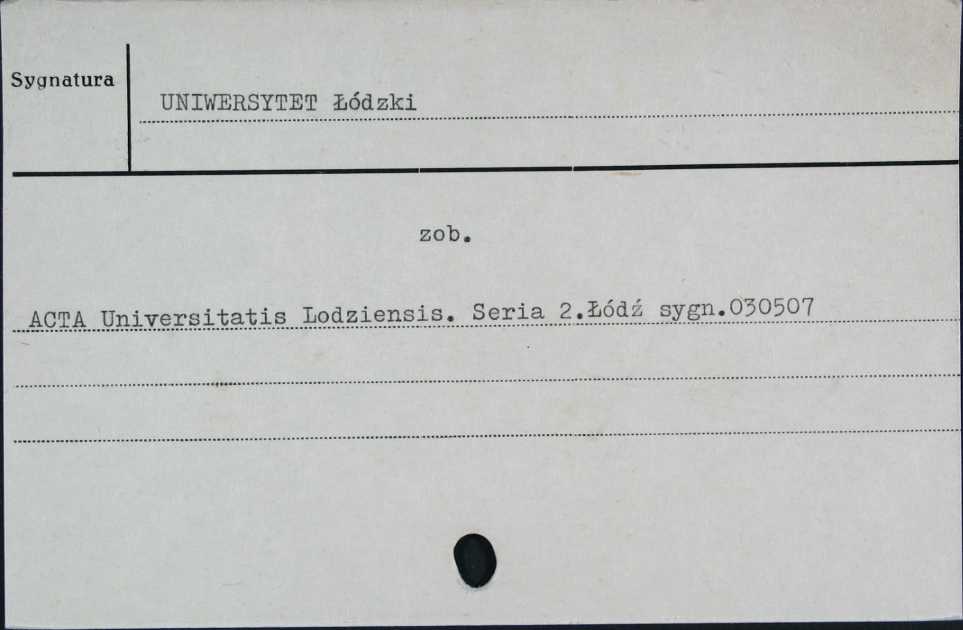 Sygnatura
UNIWERSYTET Łódzki
zob.
ACTA Universitatis Lodziensis. Seria 2.Łódź sygn.030507